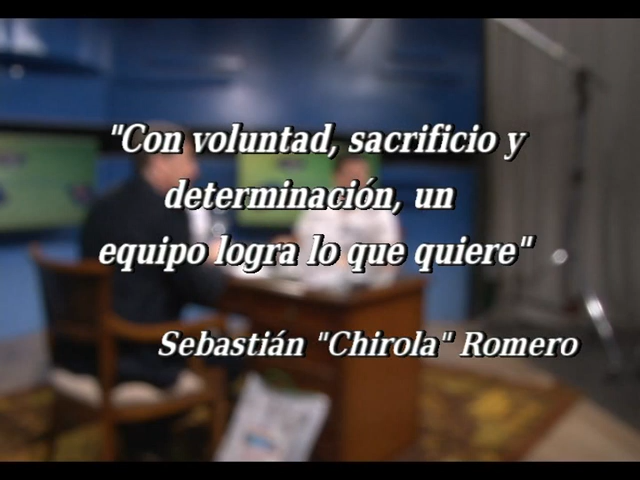 "Con voluntad, sacrificio y
determinación, un
equipo logra lo que quiere"
Sebastián "Chirola" Romero